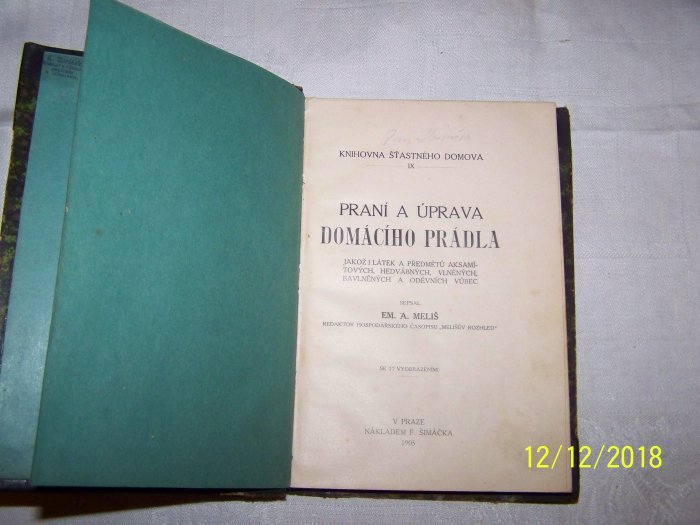 KNIHOVNA ŠŤASTNÉHO DOMOVA
IX
PRANÍ A ÚPRAVA
DOMÁCÍHO PRÁDLA
JAKOŽ I LÁTEK A PŘEDMĚTŮ AKSAMÍ-
TOVÝCH, HEDVÁBNÝCH, VLNĚNÝCH,
BAVLNĚNÝCH A ODĚVNÍCH VŮBEC
SEPSAL
EM. A. MELIŠ
REDAKTOR HOSPODÁŘSKÉHO ČASOPISU „MELIŠŮV ROZHLED“
SE 17 VYOBRAZENÍMI
V PRAZE
NÁKLADEM F. ŠIMÁČKA
1905
12/12/2018